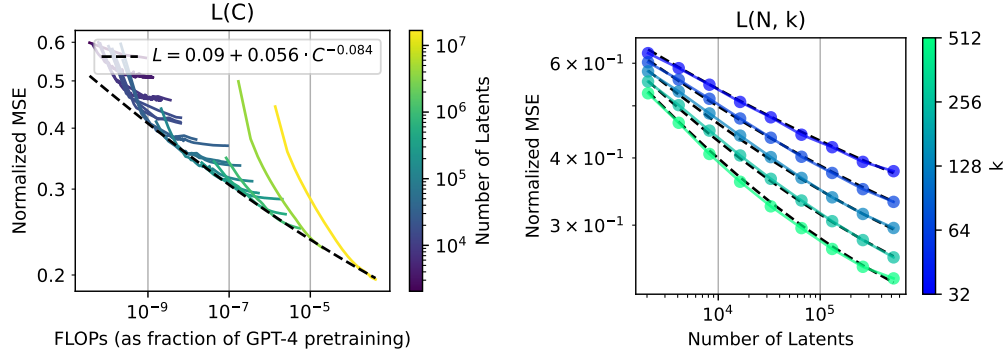 L(C)
L = 0.09 + 0.056 · C^{-0.084}
0.6
0.5
0.4
0.3
0.2
Normalized MSE
10^{-9}
10^{-7}
10^{-5}
FLOPs (as fraction of GPT-4 pretraining)
10^7
10^6
10^5
10^4
Number of Latents
L(N, k)
6 × 10^{-1}
4 × 10^{-1}
3 × 10^{-1}
Normalized MSE
10^4
10^5
Number of Latents
512
256
128
64
32
k